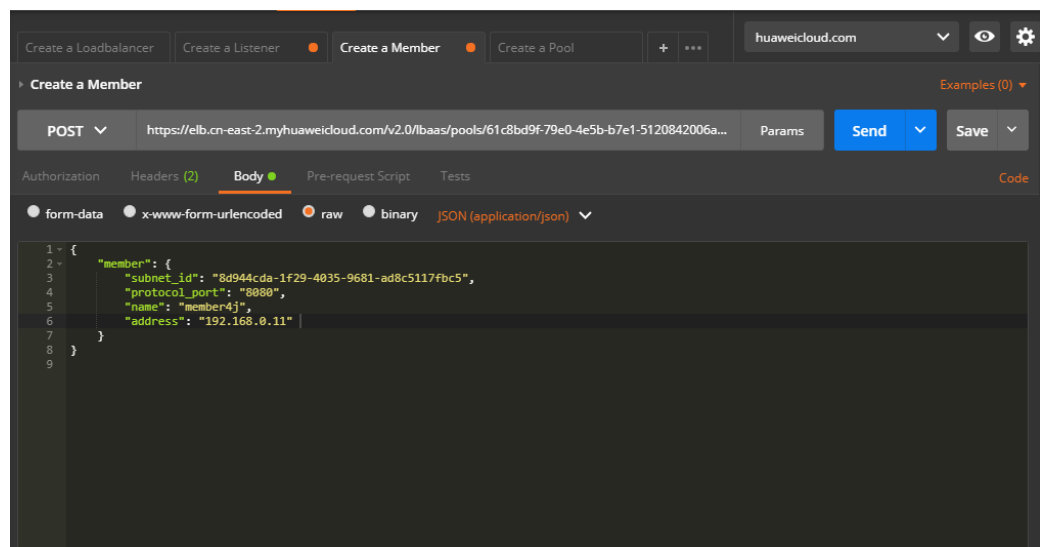 Create a Loadbalancer Create a Listener Create a Member Create a Pool + ••• huaweicloud.com
Create a Member Examples (0)
POST https://elb.cn-east-2.myhuaweicloud.com/v2.0/lbaas/pools/61c8bd9f-79e0-4e5b-b7e1-5120842006a... Params Send Save
Authorization Headers (2) Body Pre-request Script Tests Code
form-data x-www-form-urlencoded raw binary JSON (application/json)
1 {
2 "member": {
3 "subnet_id": "8d944cda-1f29-4035-9681-ad8c5117fbc5",
4 "protocol_port": "8080",
5 "name": "member4j",
6 "address": "192.168.0.11"
7 }
8 }
9